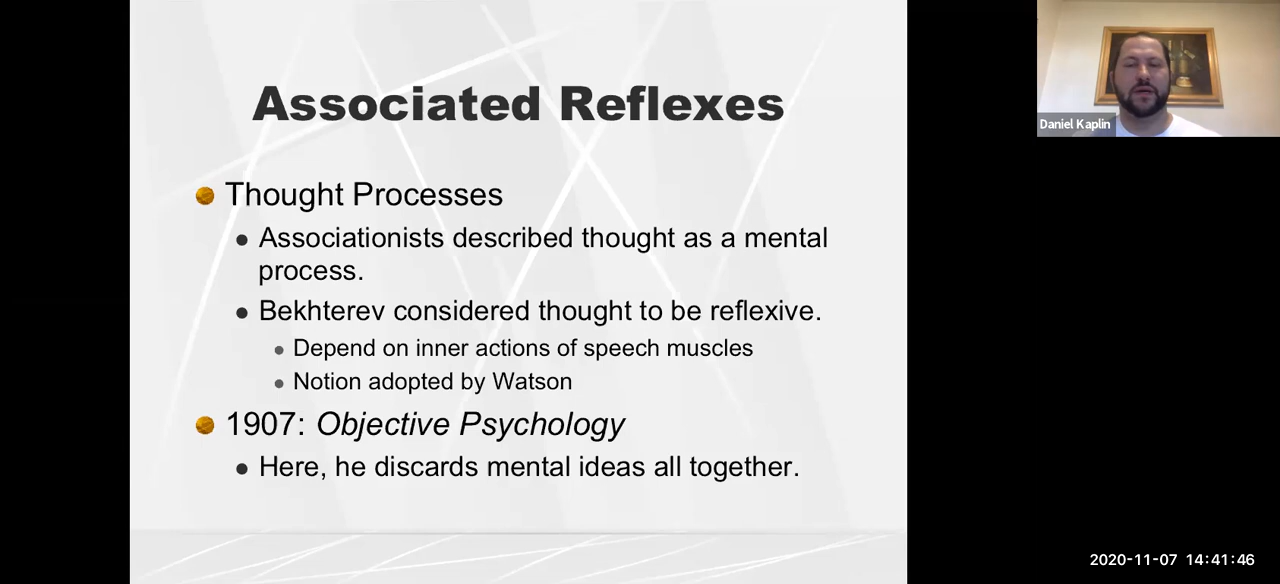 Associated Reflexes
Thought Processes
Associationists described thought as a mental
process.
Bekhterev considered thought to be reflexive.
Depend on inner actions of speech muscles
Notion adopted by Watson
1907: Objective Psychology
Here, he discards mental ideas all together.
Daniel Kaplin
2020-11-07 14:41:46